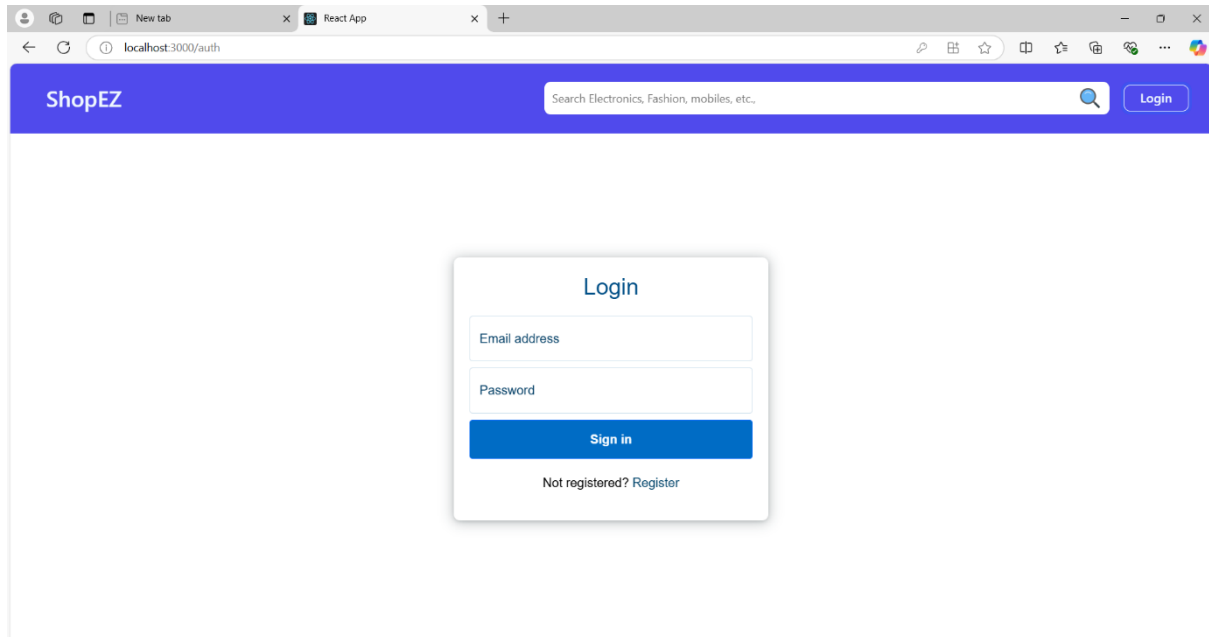 New tab
React App
localhost:3000/auth
ShopEZ
Search Electronics, Fashion, mobiles, etc.,
Login
Login
Email address
Password
Sign in
Not registered? Register